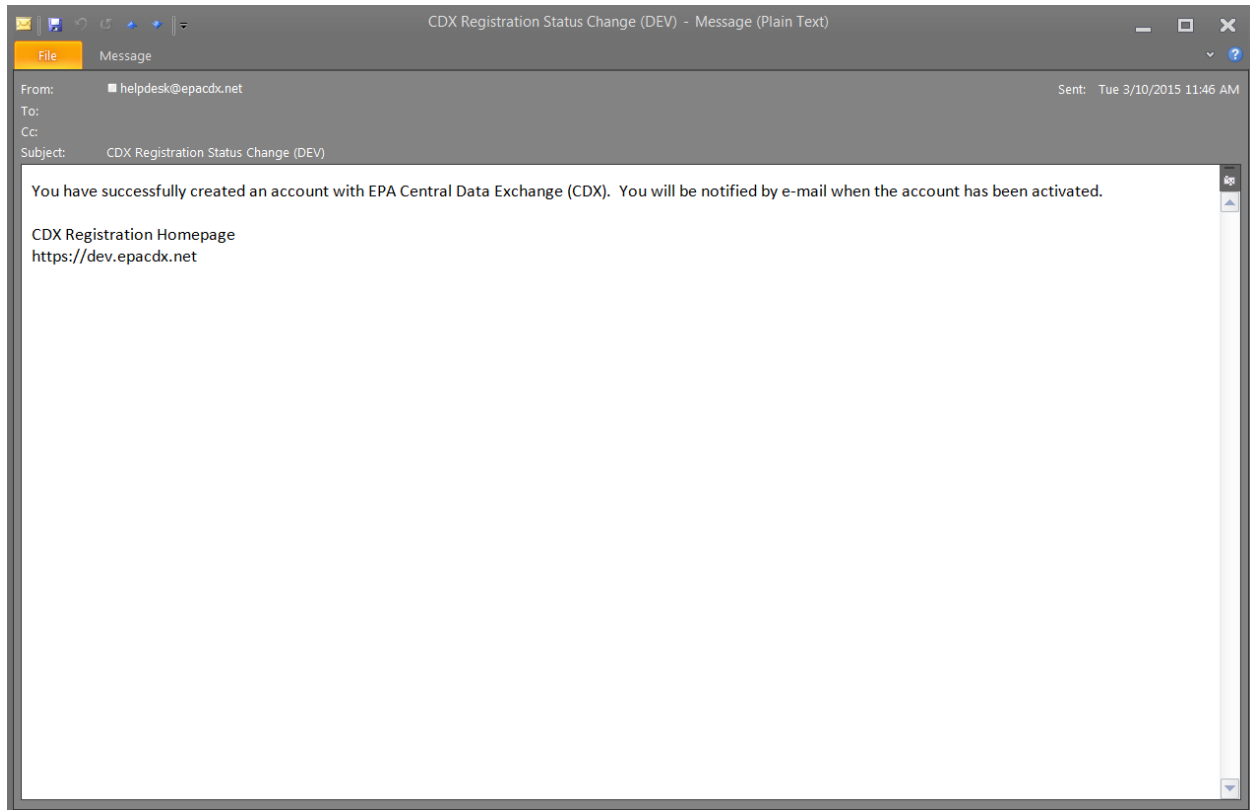 CDX Registration Status Change (DEV) - Message (Plain Text)
File Message
From: helpdesk@epacdx.net Sent: Tue 3/10/2015 11:46 AM
To:
Cc:
Subject: CDX Registration Status Change (DEV)
You have successfully created an account with EPA Central Data Exchange (CDX). You will be notified by e-mail when the account has been activated.
CDX Registration Homepage
https://dev.epacdx.net